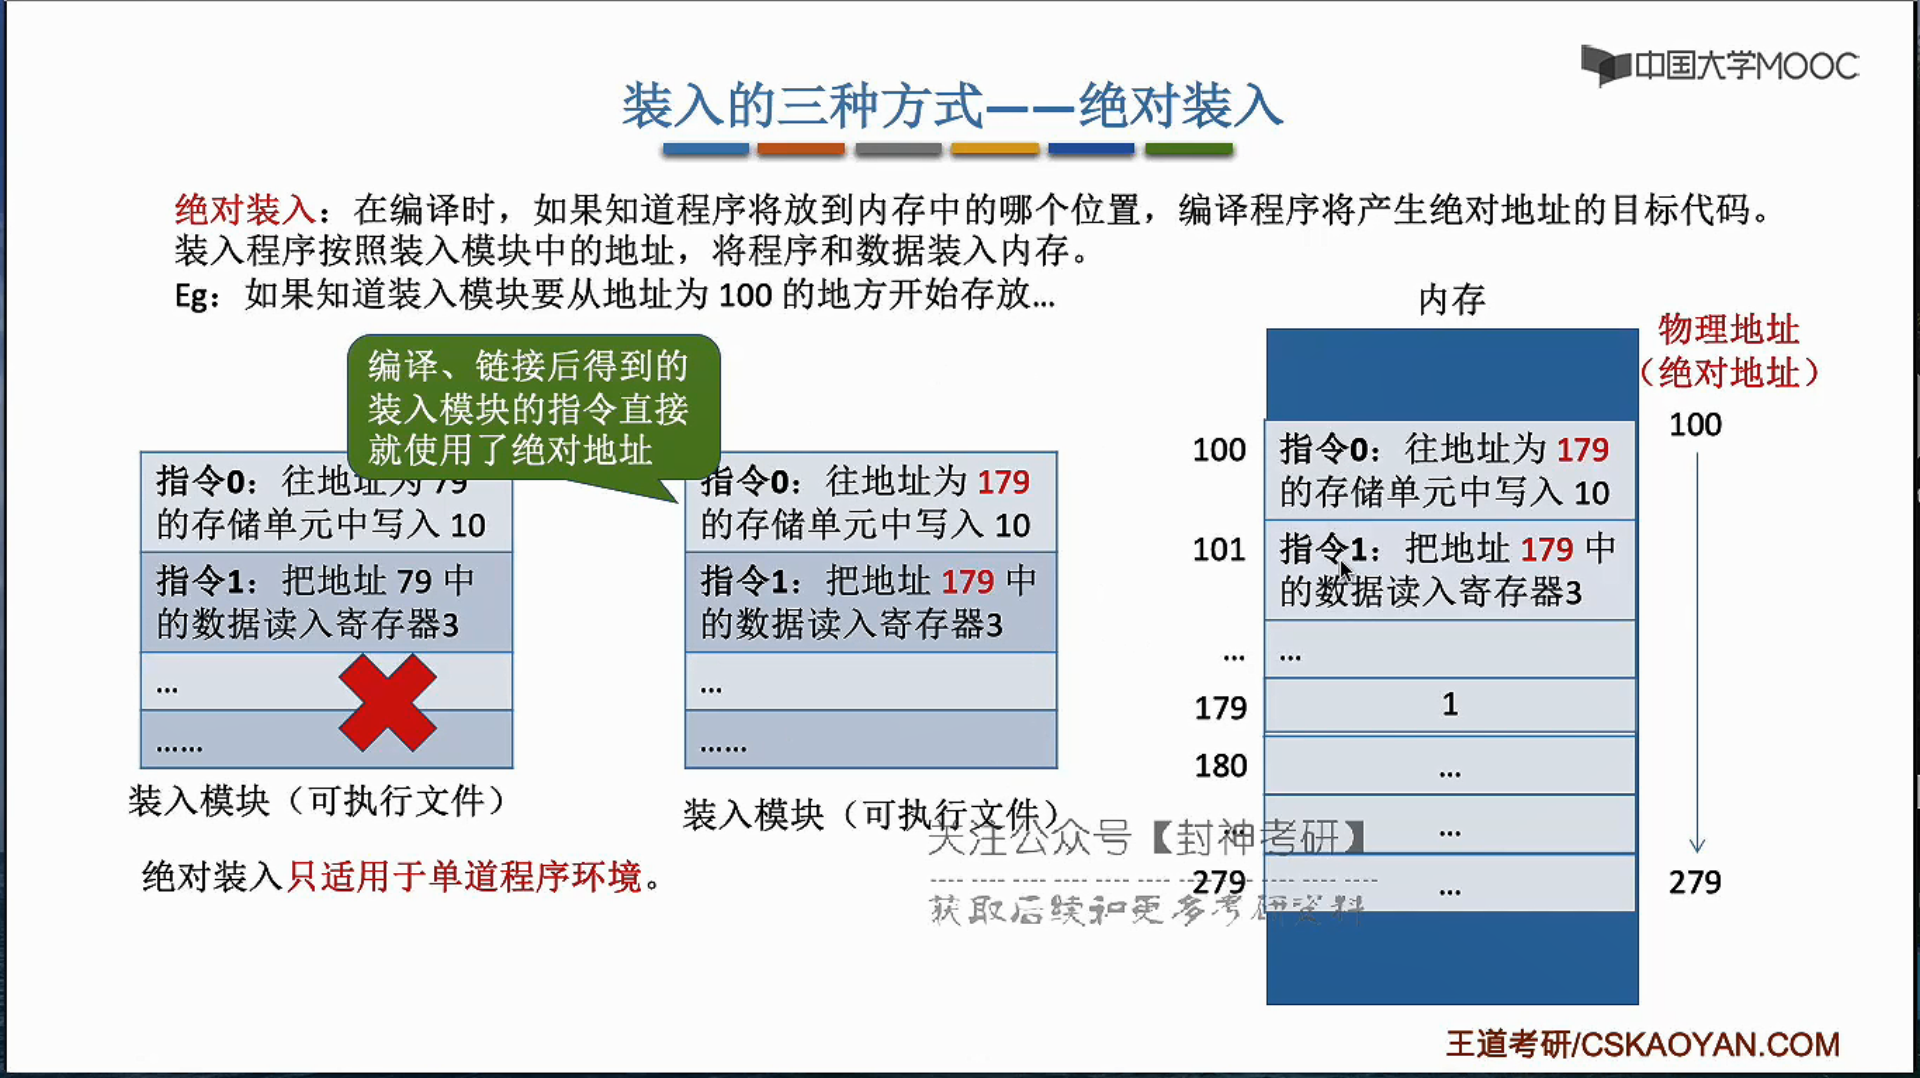 中国大学MOOC
装入的三种方式——绝对装入
绝对装入：在编译时，如果知道程序将放到内存中的哪个位置，编译程序将产生绝对地址的目标代码。
装入程序按照装入模块中的地址，将程序和数据装入内存。
Eg：如果知道装入模块要从地址为 100 的地方开始存放…
编译、链接后得到的
装入模块的指令直接
就使用了绝对地址
指令0：往地址为 79
的存储单元中写入 10
指令1：把地址 79 中
的数据读入寄存器3
…
……
装入模块（可执行文件）
指令0：往地址为 179
的存储单元中写入 10
指令1：把地址 179 中
的数据读入寄存器3
…
……
装入模块（可执行文件）
绝对装入只适用于单道程序环境。
内存
物理地址
（绝对地址）
100
指令0：往地址为 179
的存储单元中写入 10
100
101
指令1：把地址 179 中
的数据读入寄存器3
…
…
179
1
180
…
…
…
279
…
279
关注公众号【封神考研】
获取后续和更多考研资料
王道考研/CSKAOYAN.COM